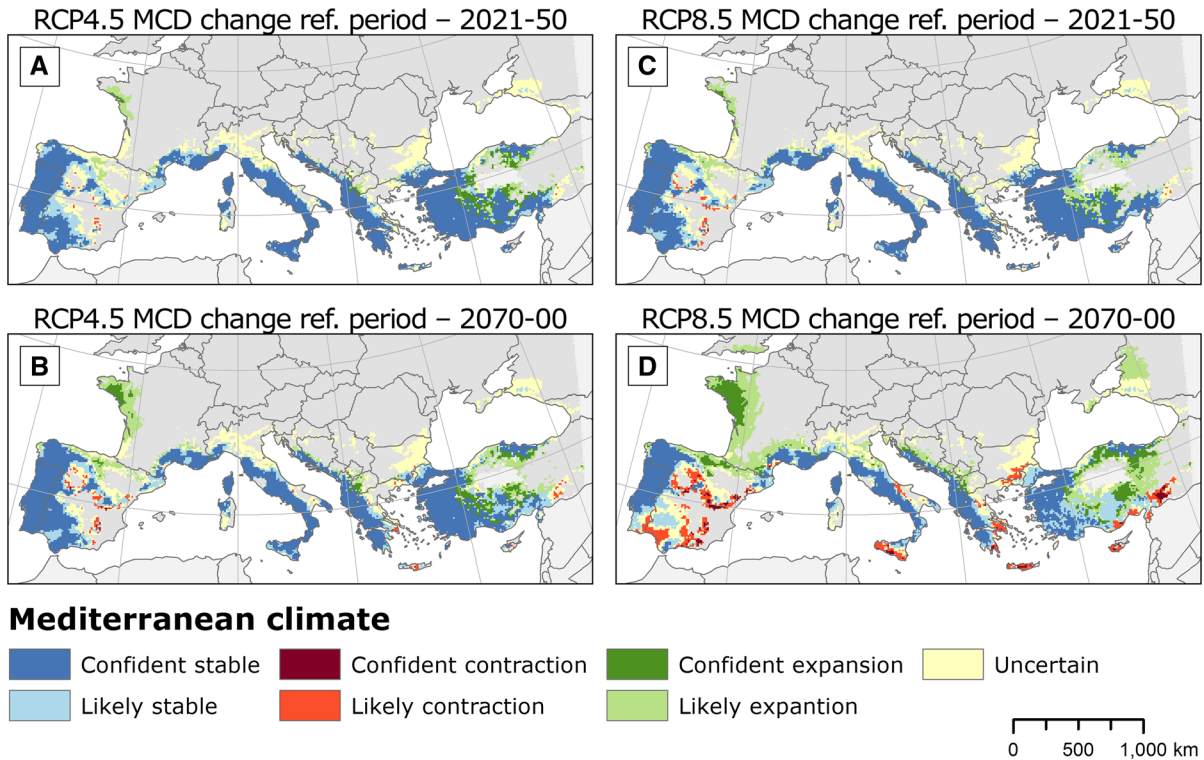 RCP4.5 MCD change ref. period – 2021-50
RCP8.5 MCD change ref. period – 2021-50
A
C
RCP4.5 MCD change ref. period – 2070-00
RCP8.5 MCD change ref. period – 2070-00
B
D
Mediterranean climate
Confident stable
Confident contraction
Confident expansion
Uncertain
Likely stable
Likely contraction
Likely expantion
0 500 1,000 km